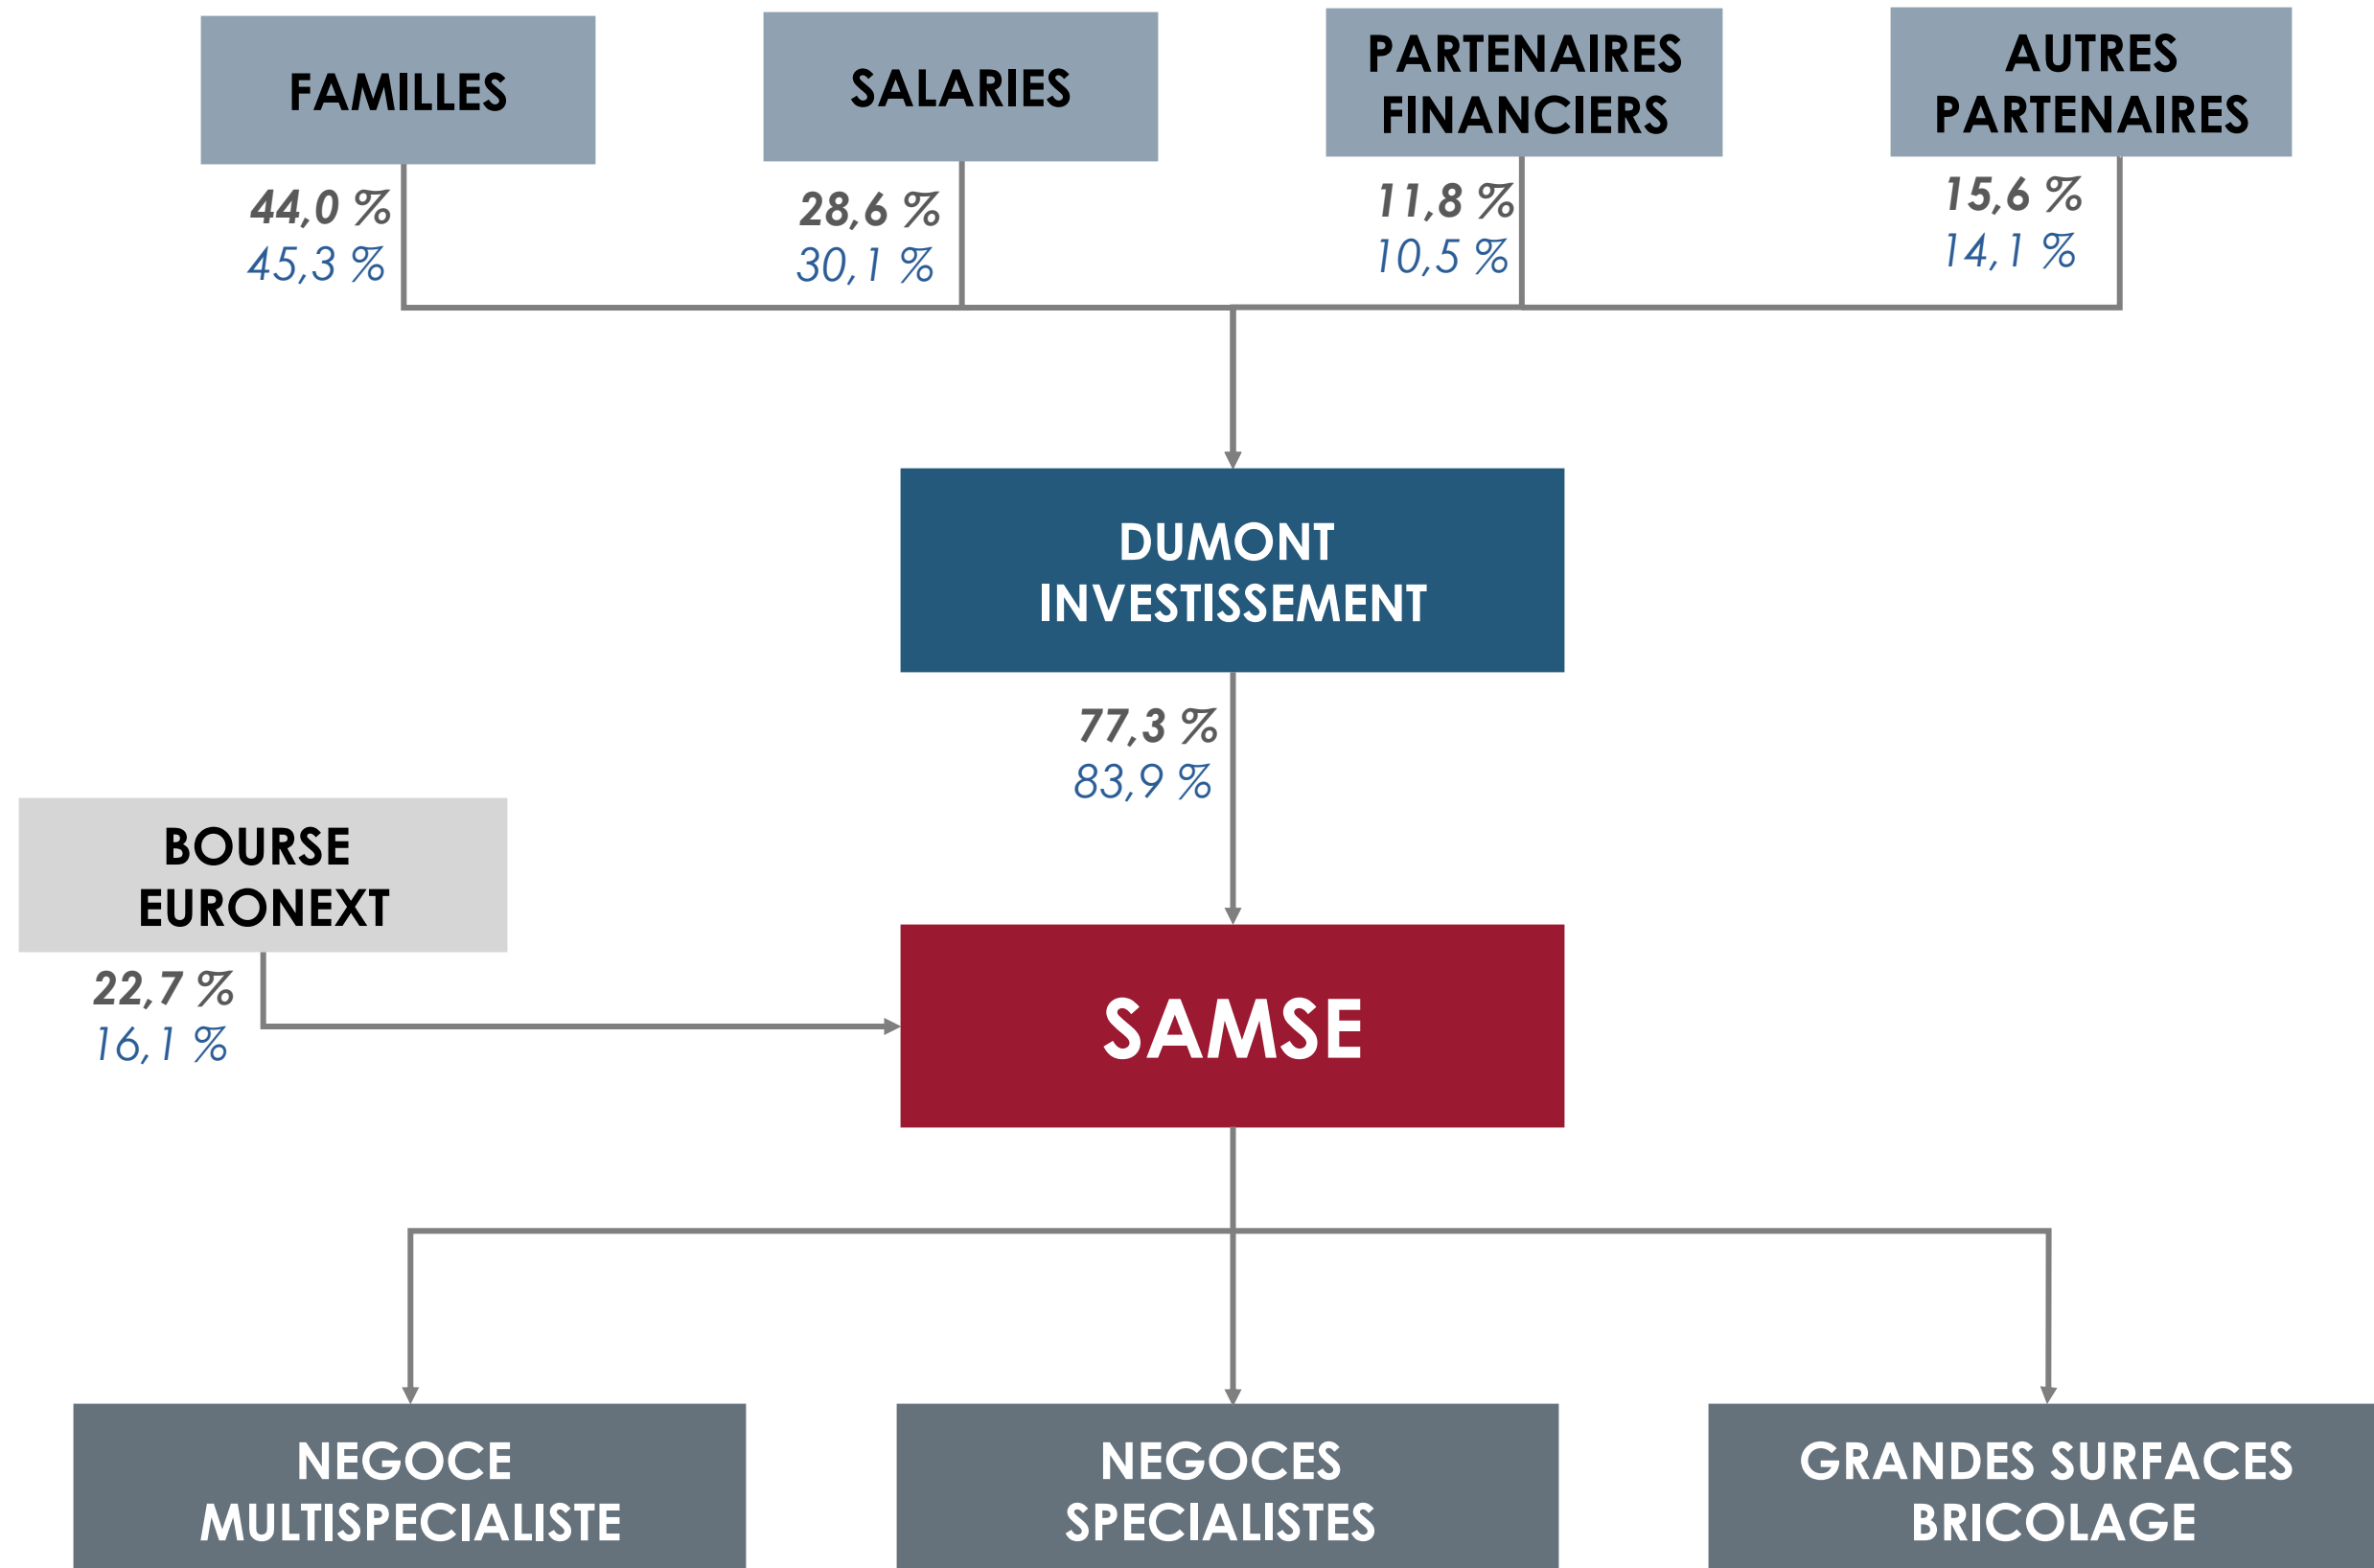 FAMILLES
SALARIES
PARTENAIRES
FINANCIERS
AUTRES
PARTENAIRES
44,0 %
45,3 %
28,6 %
30,1 %
11,8 %
10,5 %
15,6 %
14,1 %
DUMONT
INVESTISSEMENT
77,3 %
83,9 %
BOURSE
EURONEXT
22,7 %
16,1 %
SAMSE
NEGOCE
MULTISPECIALISTE
NEGOCES
SPECIALISTES
GRANDES SURFACES
BRICOLAGE